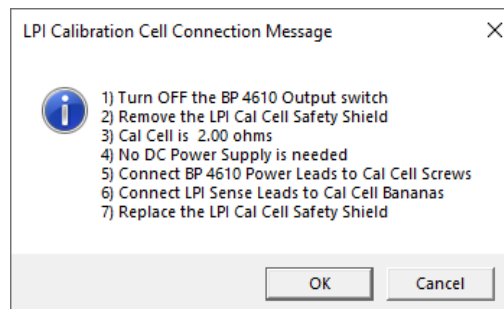 LPI Calibration Cell Connection Message
1) Turn OFF the BP 4610 Output switch
2) Remove the LPI Cal Cell Safety Shield
3) Cal Cell is  2.00 ohms
4) No DC Power Supply is needed
5) Connect BP 4610 Power Leads to Cal Cell Screws
6) Connect LPI Sense Leads to Cal Cell Bananas
7) Replace the LPI Cal Cell Safety Shield
OK Cancel